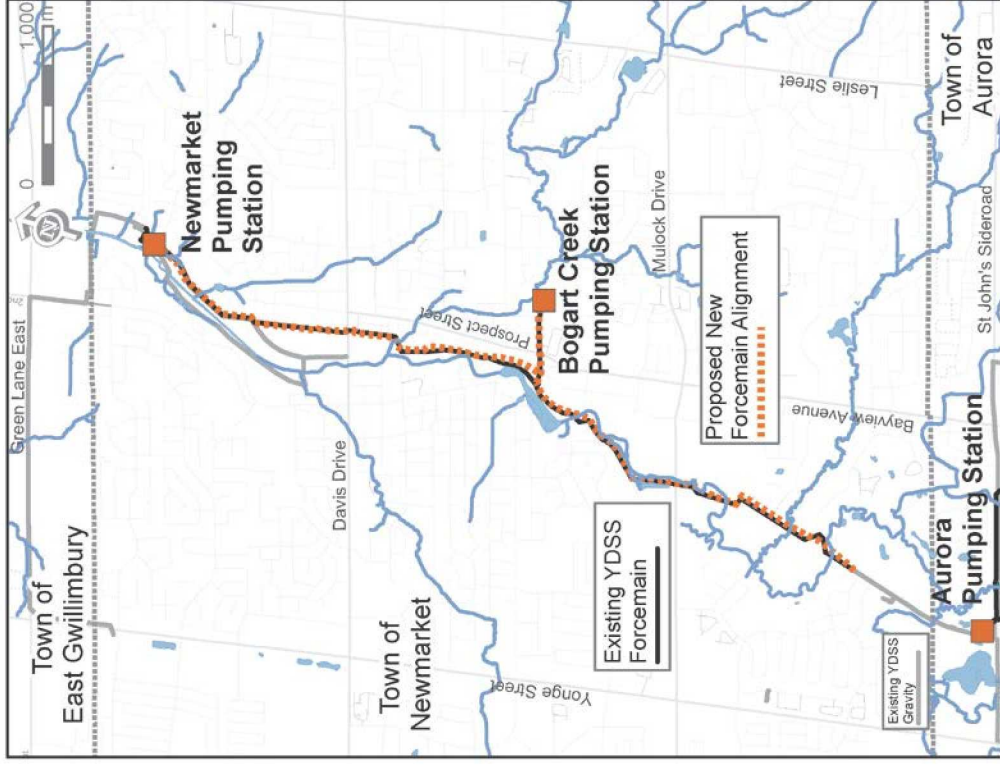 0
1,000
m
N
Green Lane East
Town of
East Gwillimbury
Newmarket
Pumping
Station
Davis Drive
Prospect Street
Bogart Creek
Pumping Station
Mulock Drive
Leslie Street
Town of
Newmarket
Yonge Street
Existing YDSS
Forcemain
Proposed New
Forcemain Alignment
Bayview Avenue
St John's Sideroad
Town of
Aurora
Aurora
Pumping Station
Existing YDSS
Gravity